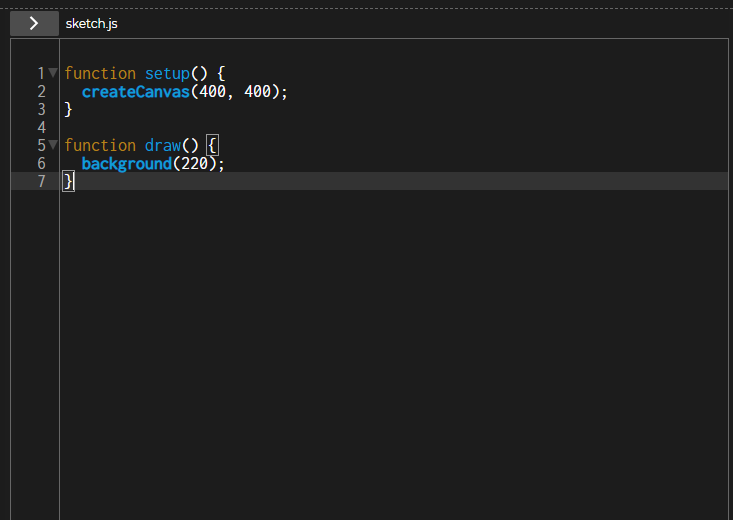 sketch.js
1 function setup() {
2   createCanvas(400, 400);
3 }
4
5 function draw() {
6   background(220);
7 }